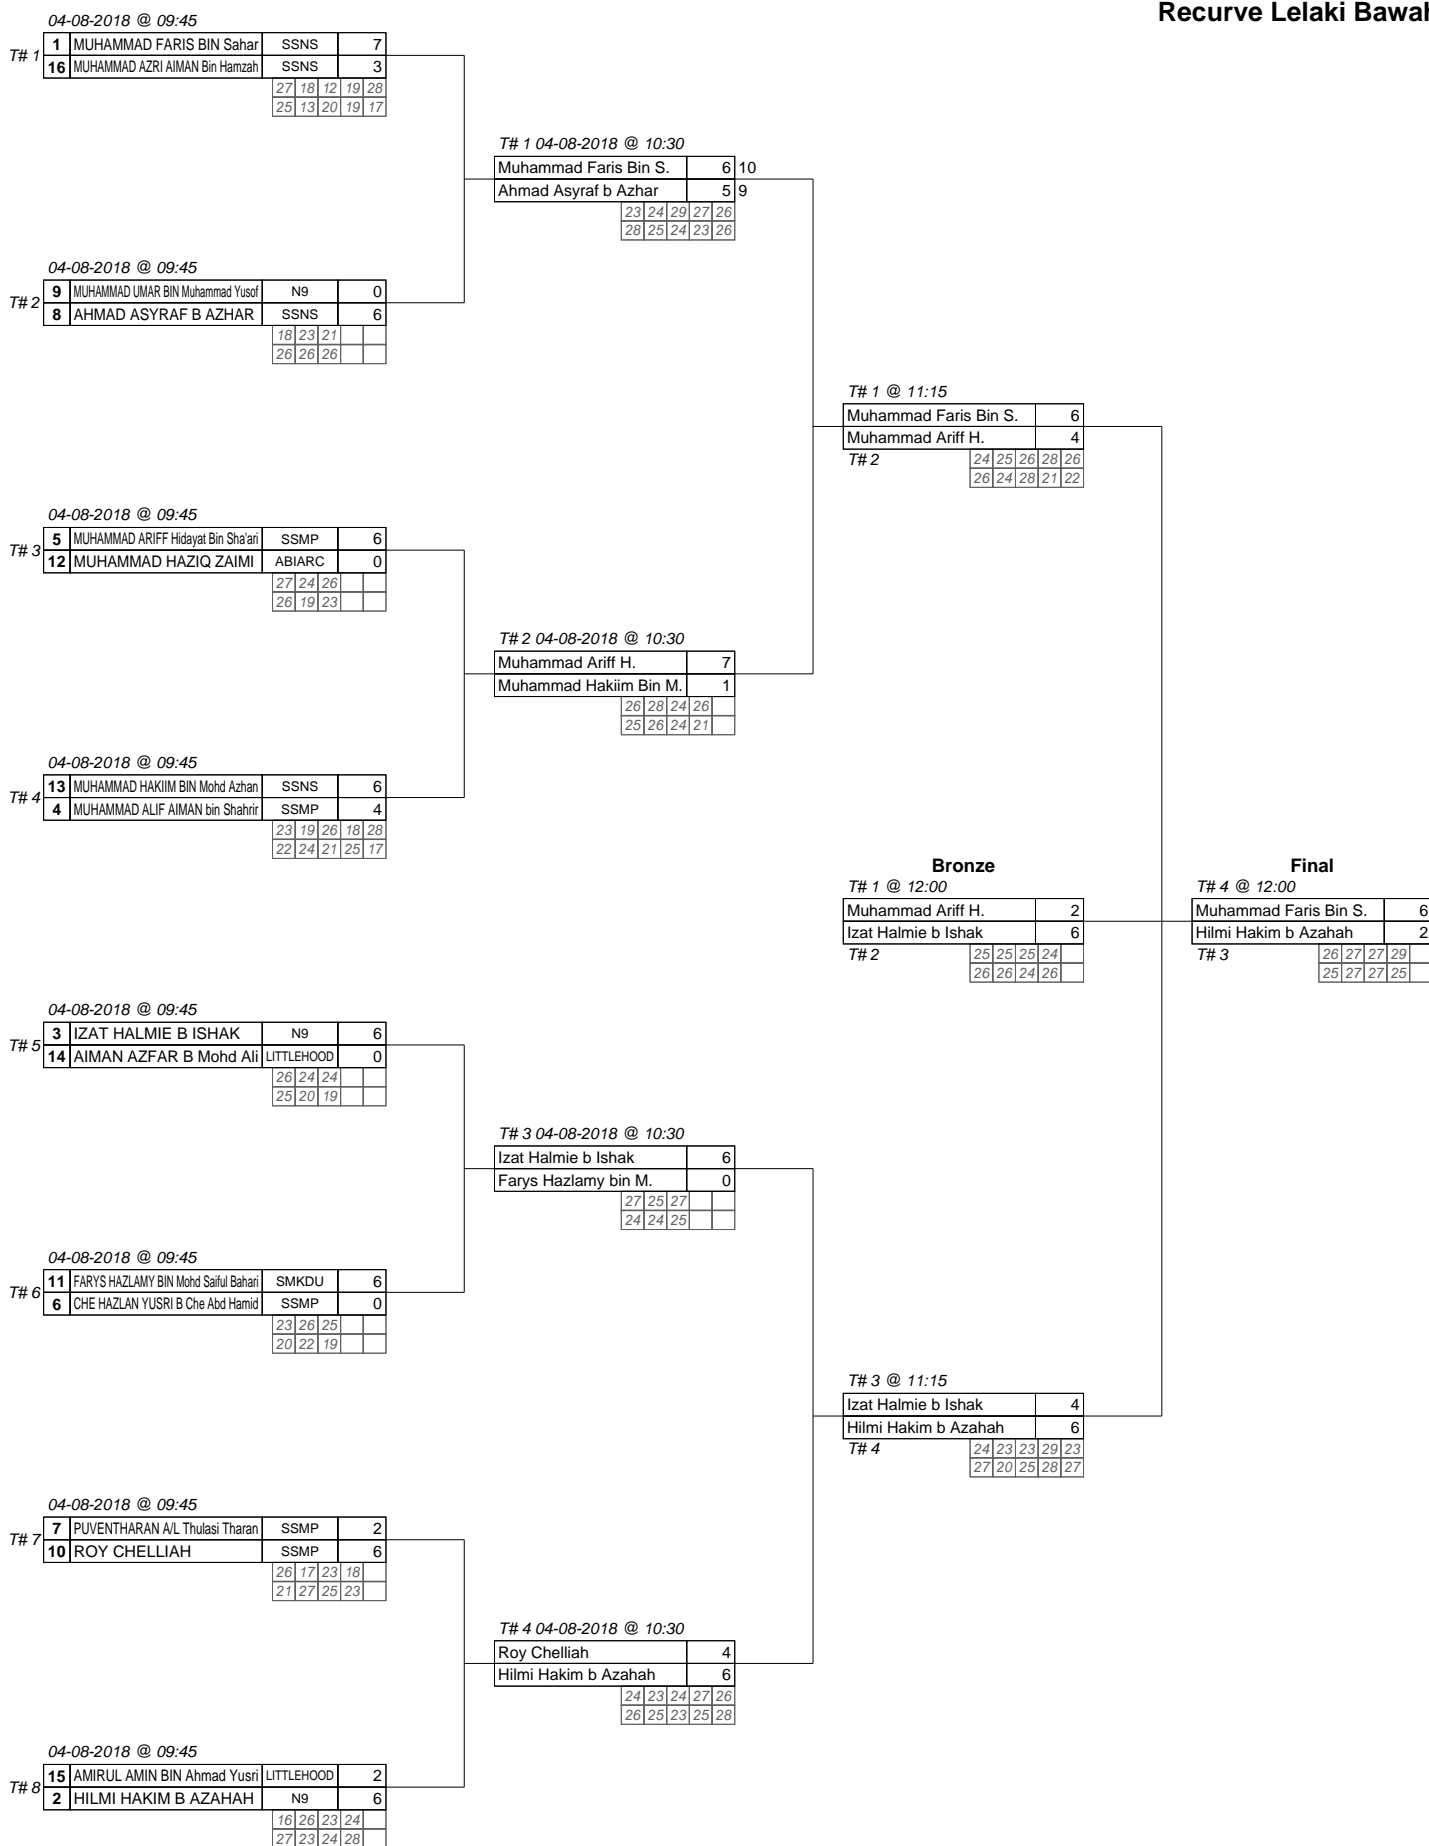 Recurve Lelaki Bawah
04-08-2018 @ 09:45
T# 1
1 MUHAMMAD FARIS BIN Sahar SSNS 7
16 MUHAMMAD AZRI AIMAN Bin Hamzah SSNS 3
27 18 12 19 28
25 13 20 19 17
T# 1 04-08-2018 @ 10:30
Muhammad Faris Bin S. 6 10
Ahmad Asyraf b Azhar 5 9
23 24 29 27 26
28 25 24 23 26
04-08-2018 @ 09:45
T# 2
9 MUHAMMAD UMAR BIN Muhammad Yusof N9 0
8 AHMAD ASYRAF B AZHAR SSNS 6
18 23 21
26 26 26
T# 1 @ 11:15
Muhammad Faris Bin S. 6
Muhammad Ariff H. 4
T# 2 24 25 26 28 26
26 24 28 21 22
04-08-2018 @ 09:45
T# 3
5 MUHAMMAD ARIFF Hidayat Bin Sha'ari SSMP 6
12 MUHAMMAD HAZIQ ZAIMI ABIARC 0
27 24 26
26 19 23
T# 2 04-08-2018 @ 10:30
Muhammad Ariff H. 7
Muhammad Hakiim Bin M. 1
26 28 24 26
25 26 24 21
04-08-2018 @ 09:45
T# 4
13 MUHAMMAD HAKIIM BIN Mohd Azhan SSNS 6
4 MUHAMMAD ALIF AIMAN bin Shahrir SSMP 4
23 19 26 18 28
22 24 21 25 17
Bronze
T# 1 @ 12:00
Muhammad Ariff H. 2
Izat Halmie b Ishak 6
T# 2 25 25 25 24
26 26 24 26
Final
T# 4 @ 12:00
Muhammad Faris Bin S. 6
Hilmi Hakim b Azahah 2
T# 3 26 27 27 29
25 27 27 25
04-08-2018 @ 09:45
T# 5
3 IZAT HALMIE B ISHAK N9 6
14 AIMAN AZFAR B Mohd Ali LITTLEHOOD 0
26 24 24
25 20 19
T# 3 04-08-2018 @ 10:30
Izat Halmie b Ishak 6
Farys Hazlamy bin M. 0
27 25 27
24 24 25
04-08-2018 @ 09:45
T# 6
11 FARYS HAZLAMY BIN Mohd Saiful Bahari SMKDU 6
6 CHE HAZLAN YUSRI B Che Abd Hamid SSMP 0
23 26 25
20 22 19
T# 3 @ 11:15
Izat Halmie b Ishak 4
Hilmi Hakim b Azahah 6
T# 4 24 23 23 29 23
27 20 25 28 27
04-08-2018 @ 09:45
T# 7
7 PUVENTHARAN A/L Thulasi Tharan SSMP 2
10 ROY CHELLIAH SSMP 6
26 17 23 18
21 27 25 23
T# 4 04-08-2018 @ 10:30
Roy Chelliah 4
Hilmi Hakim b Azahah 6
24 23 24 27 26
26 25 23 25 28
04-08-2018 @ 09:45
T# 8
15 AMIRUL AMIN BIN Ahmad Yusri LITTLEHOOD 2
2 HILMI HAKIM B AZAHAH N9 6
16 26 23 24
27 23 24 28